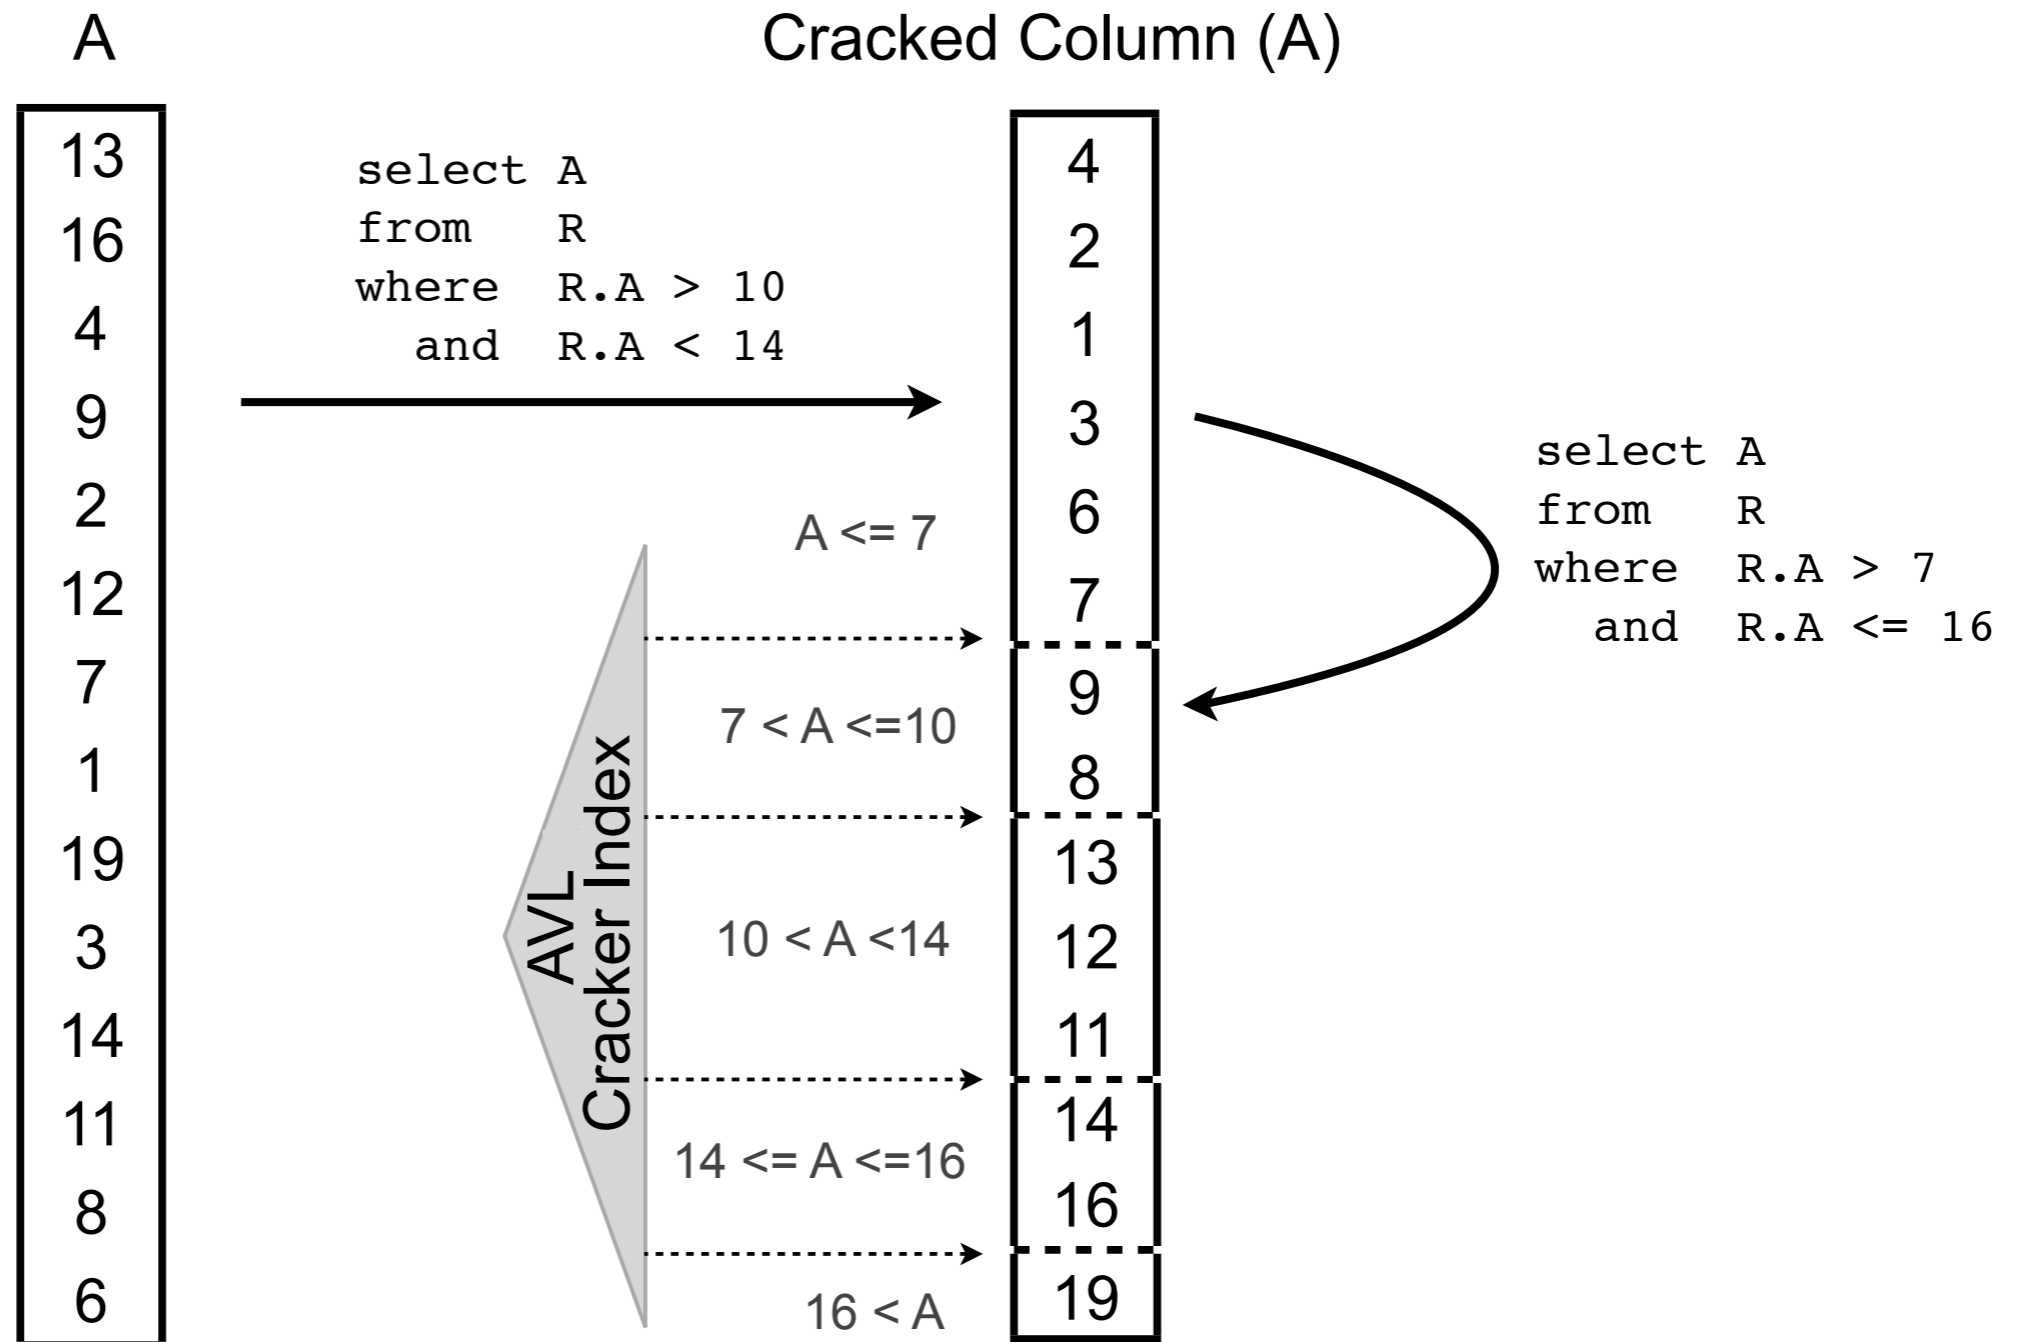 A
13
16
4
9
2
12
7
1
19
3
14
11
8
6
select A
from R
where R.A > 10
and R.A < 14
Cracked Column (A)
4
2
1
3
6
7
9
8
13
12
11
14
16
19
select A
from R
where R.A > 7
and R.A <= 16
AVL
Cracker Index
A <= 7
7 < A <=10
10 < A <14
14 <= A <=16
16 < A